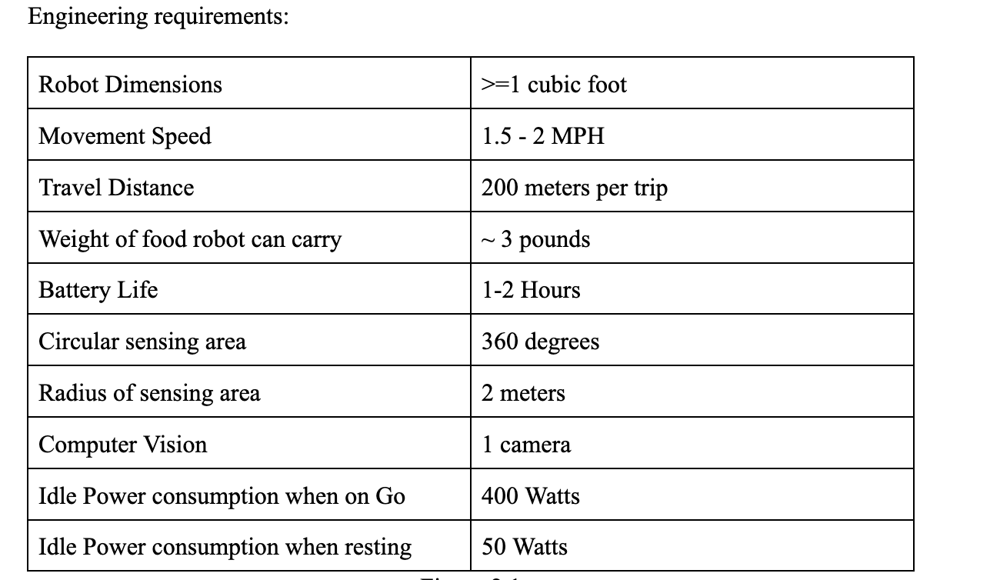 Engineering requirements:
Robot Dimensions >=1 cubic foot
Movement Speed 1.5 - 2 MPH
Travel Distance 200 meters per trip
Weight of food robot can carry ~ 3 pounds
Battery Life 1-2 Hours
Circular sensing area 360 degrees
Radius of sensing area 2 meters
Computer Vision 1 camera
Idle Power consumption when on Go 400 Watts
Idle Power consumption when resting 50 Watts